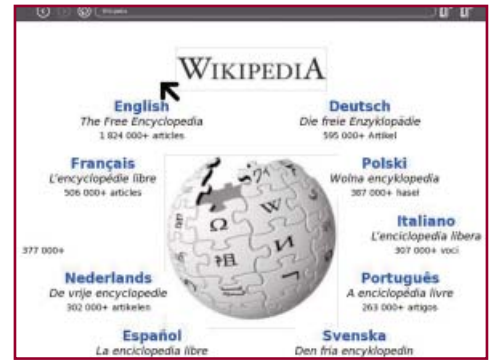 Wikipedia
WIKIPEDIA
English
The Free Encyclopedia
1 824 000+ articles
Deutsch
Die freie Enzyklopädie
595 000+ Artikel
Français
L'encyclopédie libre
506 000+ articles
Polski
Wolna encyklopedia
387 000+ haseł
377 000+
Italiano
L'enciclopedia libera
307 000+ voci
Nederlands
De vrije encyclopedie
302 000+ artikelen
Português
A enciclopédia livre
263 000+ artigos
Español
La enciclopedia libre
Svenska
Den fria encyklopedin
Ω
W
И
祖